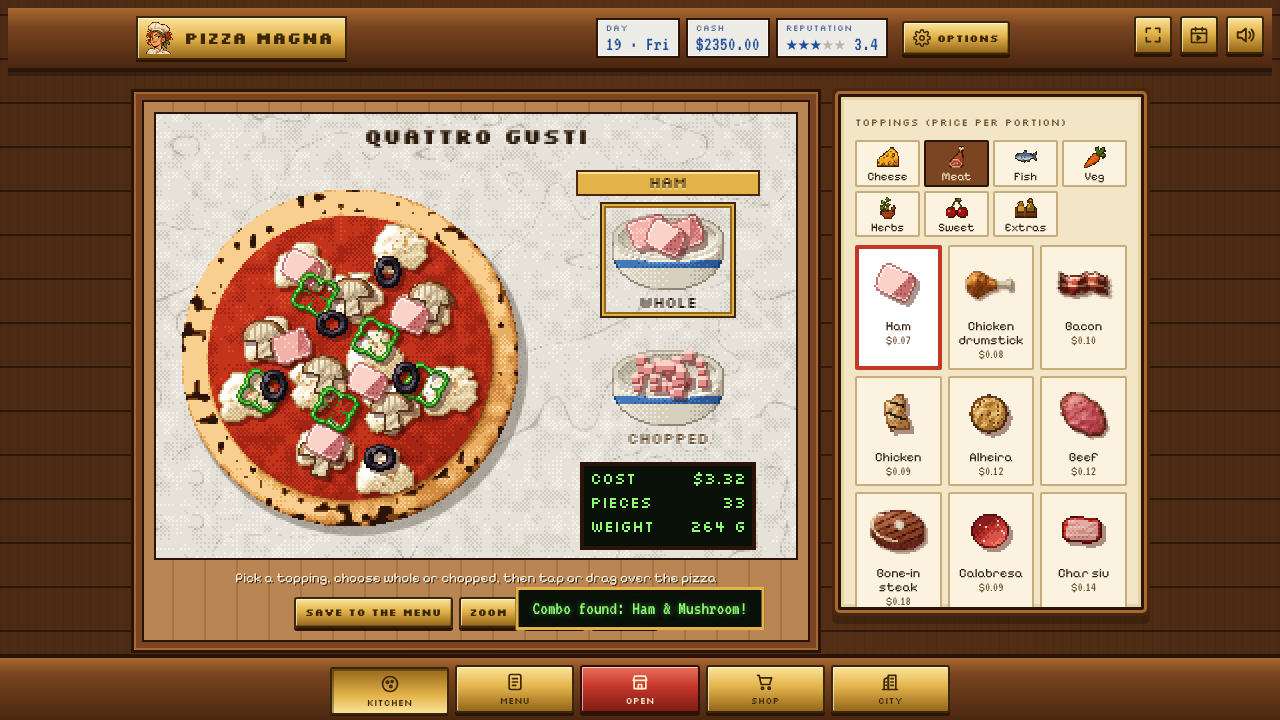 PIZZA MAGNA
DAY
19 · Fri
CASH
$2350.00
REPUTATION
★★★★★ 3.4
OPTIONS
QUATTRO GUSTI
HAM
WHOLE
CHOPPED
COST $3.32
PIECES 33
WEIGHT 264 G
Pick a topping, choose whole or chopped, then tap or drag over the pizza
SAVE TO THE MENU
ZOOM
Combo found: Ham & Mushroom!
TOPPINGS (PRICE PER PORTION)
Cheese
Meat
Fish
Veg
Herbs
Sweet
Extras
Ham
$0.07
Chicken drumstick
$0.08
Bacon
$0.10
Chicken
$0.09
Alheira
$0.12
Beef
$0.12
Bone-in steak
$0.18
Calabresa
$0.09
Char siu
$0.14
KITCHEN
MENU
OPEN
SHOP
CITY